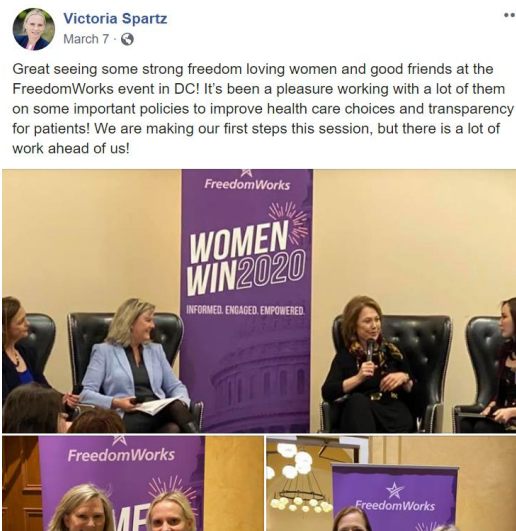 Victoria Spartz
March 7 ·
Great seeing some strong freedom loving women and good friends at the
FreedomWorks event in DC! It's been a pleasure working with a lot of them
on some important policies to improve health care choices and transparency
for patients! We are making our first steps this session, but there is a lot of
work ahead of us!
FreedomWorks
WOMEN
WIN2020
INFORMED. ENGAGED. EMPOWERED.
FreedomWorks
FreedomWorks